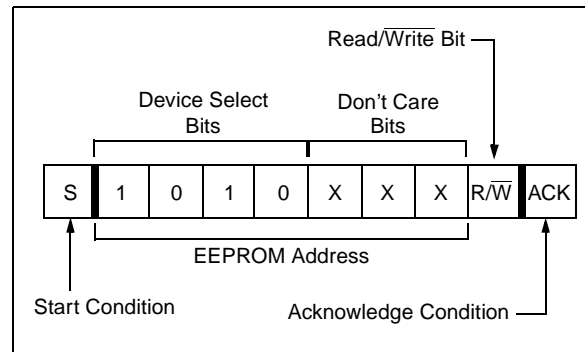 Read/Write Bit
Device Select
Bits
Don't Care
Bits
S 1 0 1 0 X X X R/W ACK
EEPROM Address
Start Condition
Acknowledge Condition